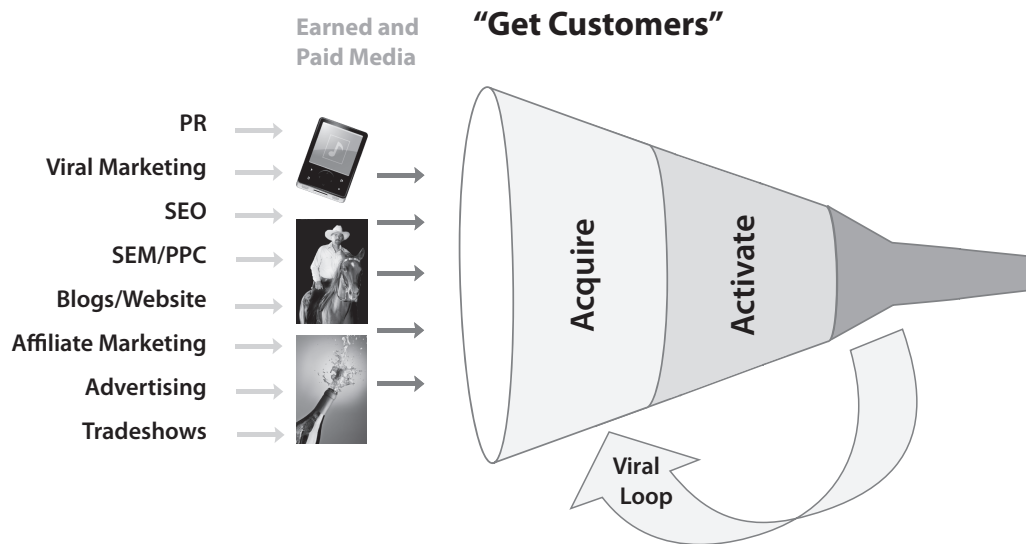 Earned and
Paid Media
“Get Customers”
PR
Viral Marketing
SEO
SEM/PPC
Blogs/Website
Affiliate Marketing
Advertising
Tradeshows
Acquire
Activate
Viral
Loop